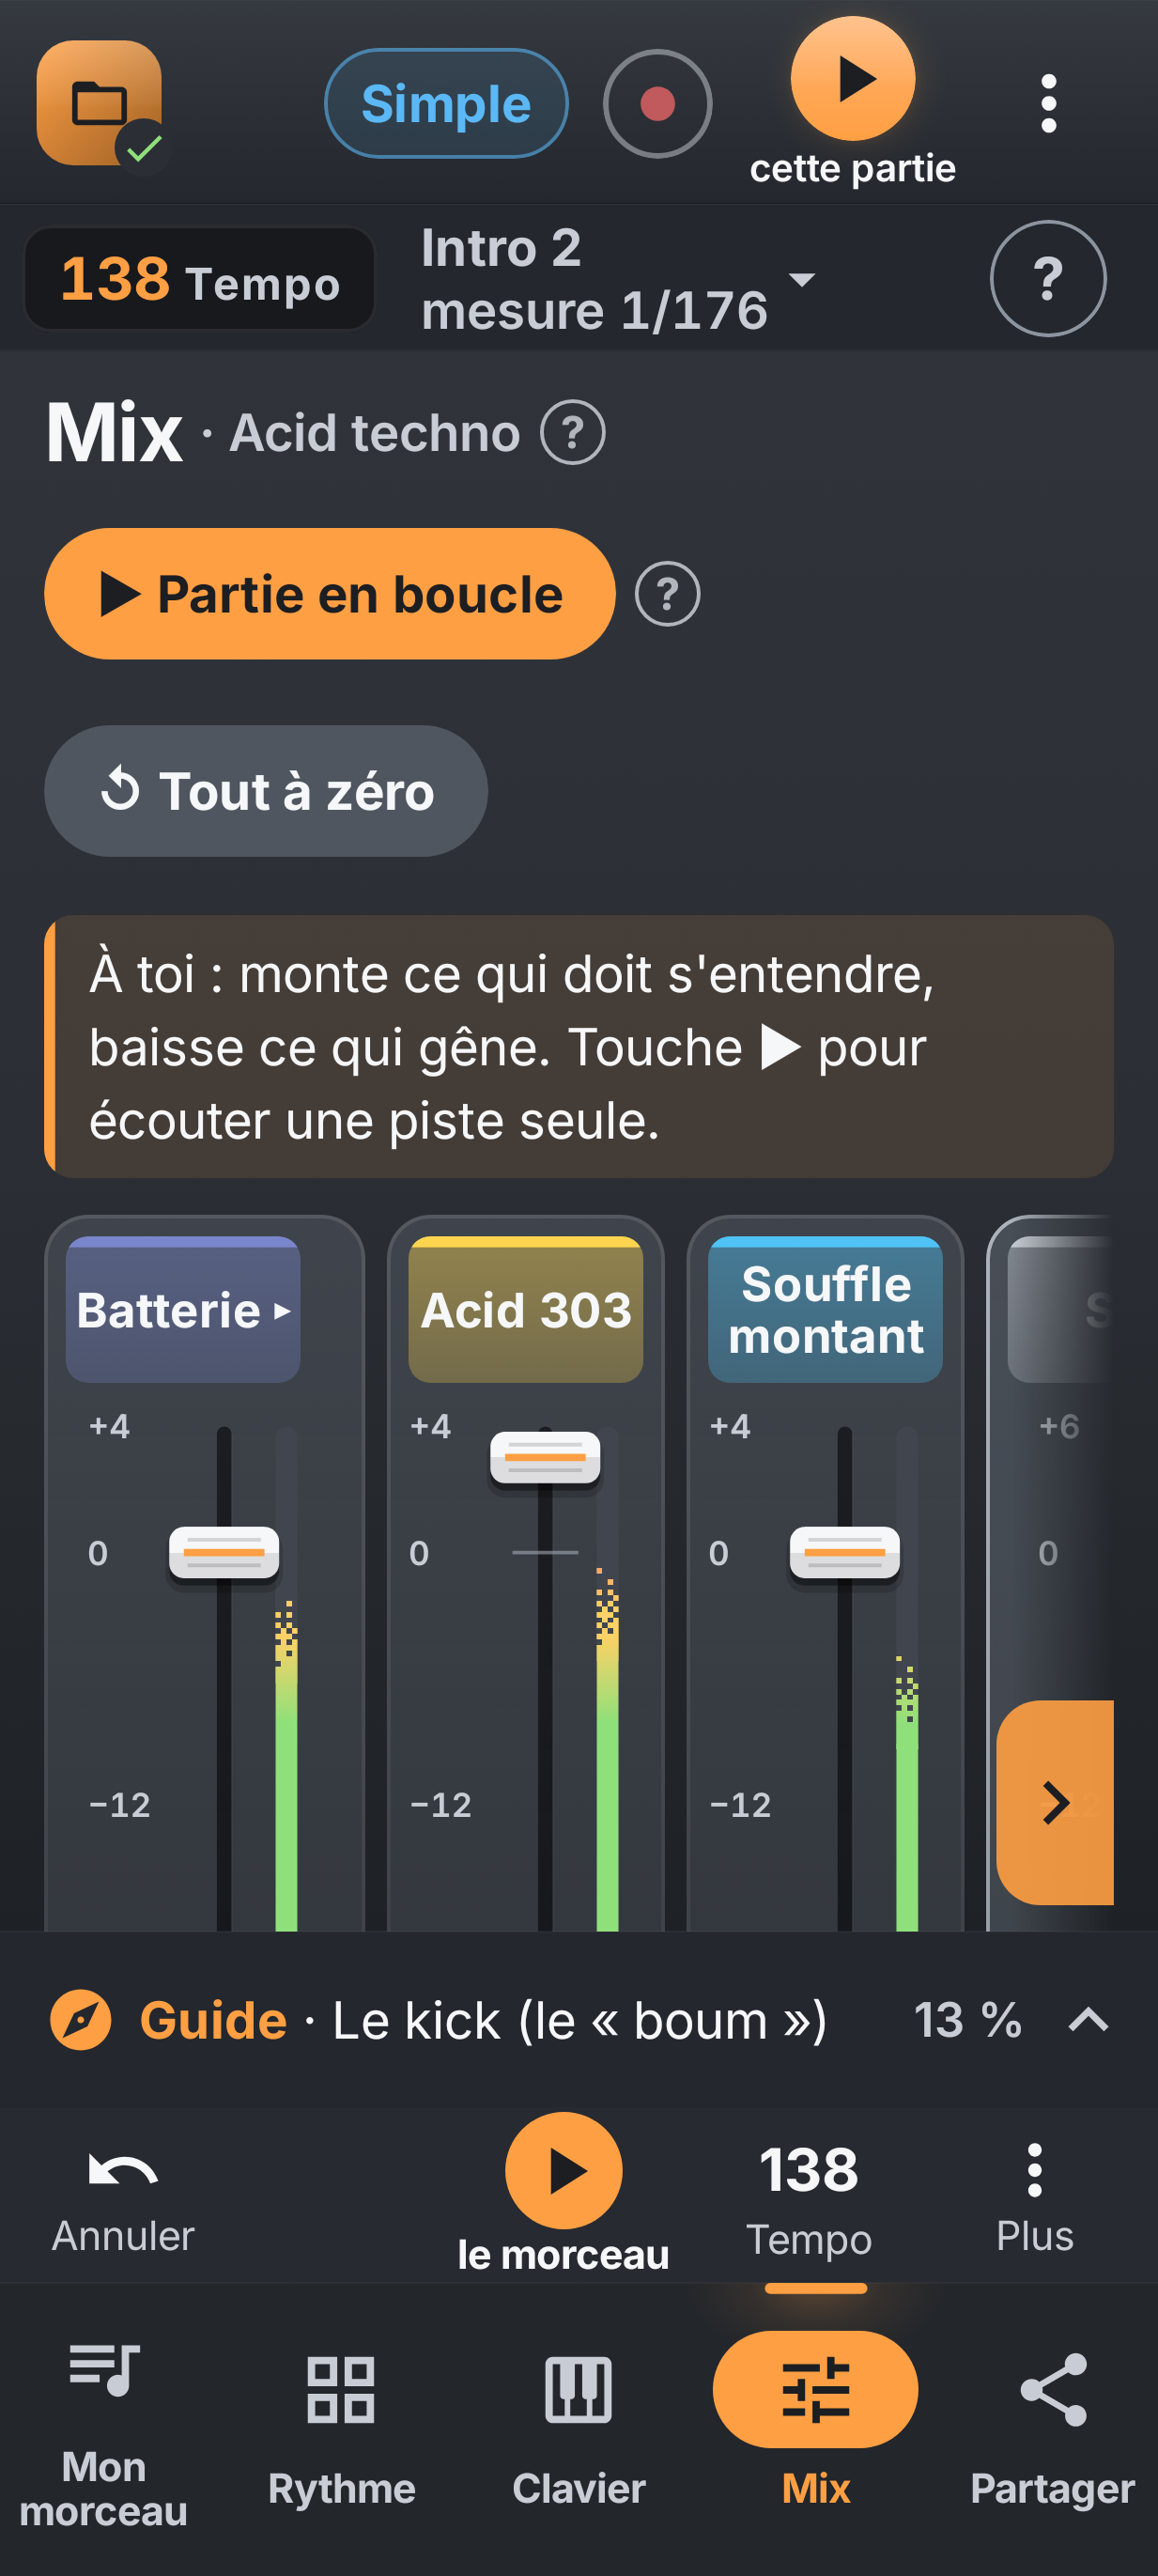 Simple
cette partie
138 Tempo
Intro 2
mesure 1/176
?
Mix · Acid techno ?
Partie en boucle ?
Tout à zéro
À toi : monte ce qui doit s'entendre,
baisse ce qui gêne. Touche ▶ pour
écouter une piste seule.
Batterie ▸
Acid 303
Souffle
montant
S
+4
+4
+4
+6
0
0
0
0
−12
−12
−12
Guide · Le kick (le « boum ») 13 %
Annuler
le morceau
138
Tempo
Plus
Mon
morceau
Rythme
Clavier
Mix
Partager